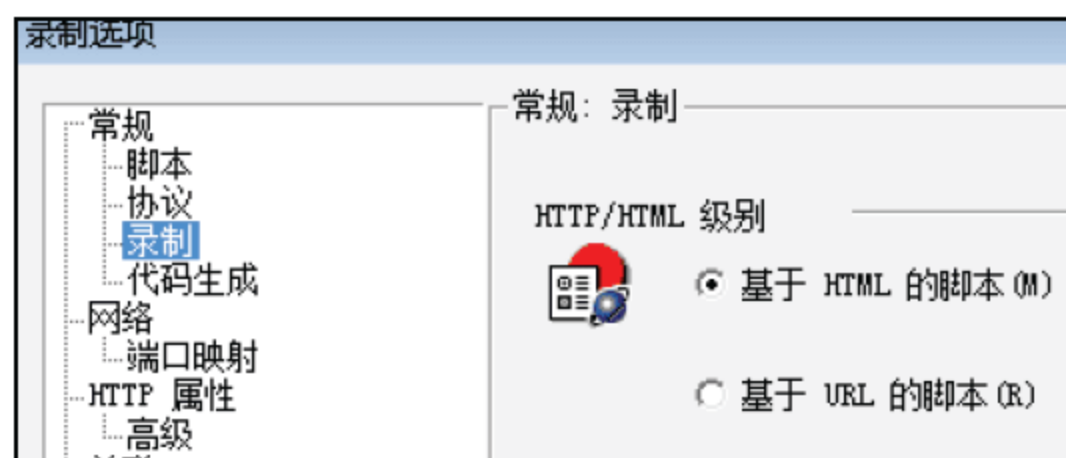 录制选项
常规
脚本
协议
录制
代码生成
网络
端口映射
HTTP 属性
高级
常规: 录制
HTTP/HTML 级别
基于 HTML 的脚本(M)
基于 URL 的脚本(R)